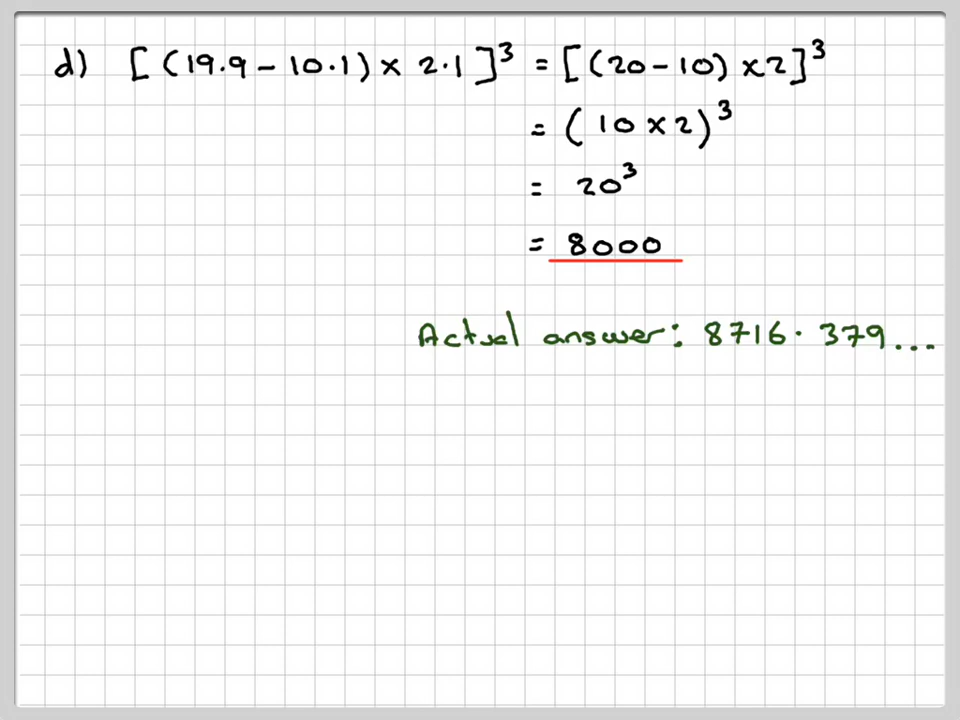 d) [(19.9 - 10.1) × 2.1]³ = [(20 - 10) × 2]³
= (10 × 2)³
= 20³
= 8000
Actual answer: 8716.379...